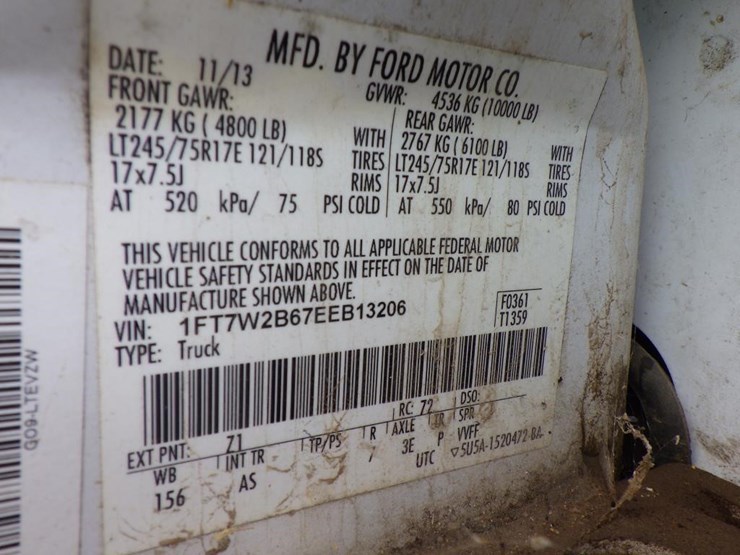 MFD. BY FORD MOTOR CO.
DATE: 11/13
GVWR: 4536 KG (10000 LB)
FRONT GAWR:
REAR GAWR:
2177 KG ( 4800 LB)
WITH
2767 KG ( 6100 LB)
WITH
LT245/75R17E 121/118S
TIRES
LT245/75R17E 121/118S
TIRES
17x7.5J
RIMS
17x7.5J
RIMS
AT 520 kPa/ 75 PSI COLD
AT 550 kPa/ 80 PSI COLD
THIS VEHICLE CONFORMS TO ALL APPLICABLE FEDERAL MOTOR
VEHICLE SAFETY STANDARDS IN EFFECT ON THE DATE OF
MANUFACTURE SHOWN ABOVE.
VIN: 1FT7W2B67EEB13206
F0361
T1359
TYPE: Truck
EXT PNT: Z1
RC: 72
DSO:
WB
INT TR
TP/PS
R
AXLE
TR
SPR
156
AS
/
3E
P
VVFF
UTC
5U5A-1520472-BA
QO9-LTEVZW